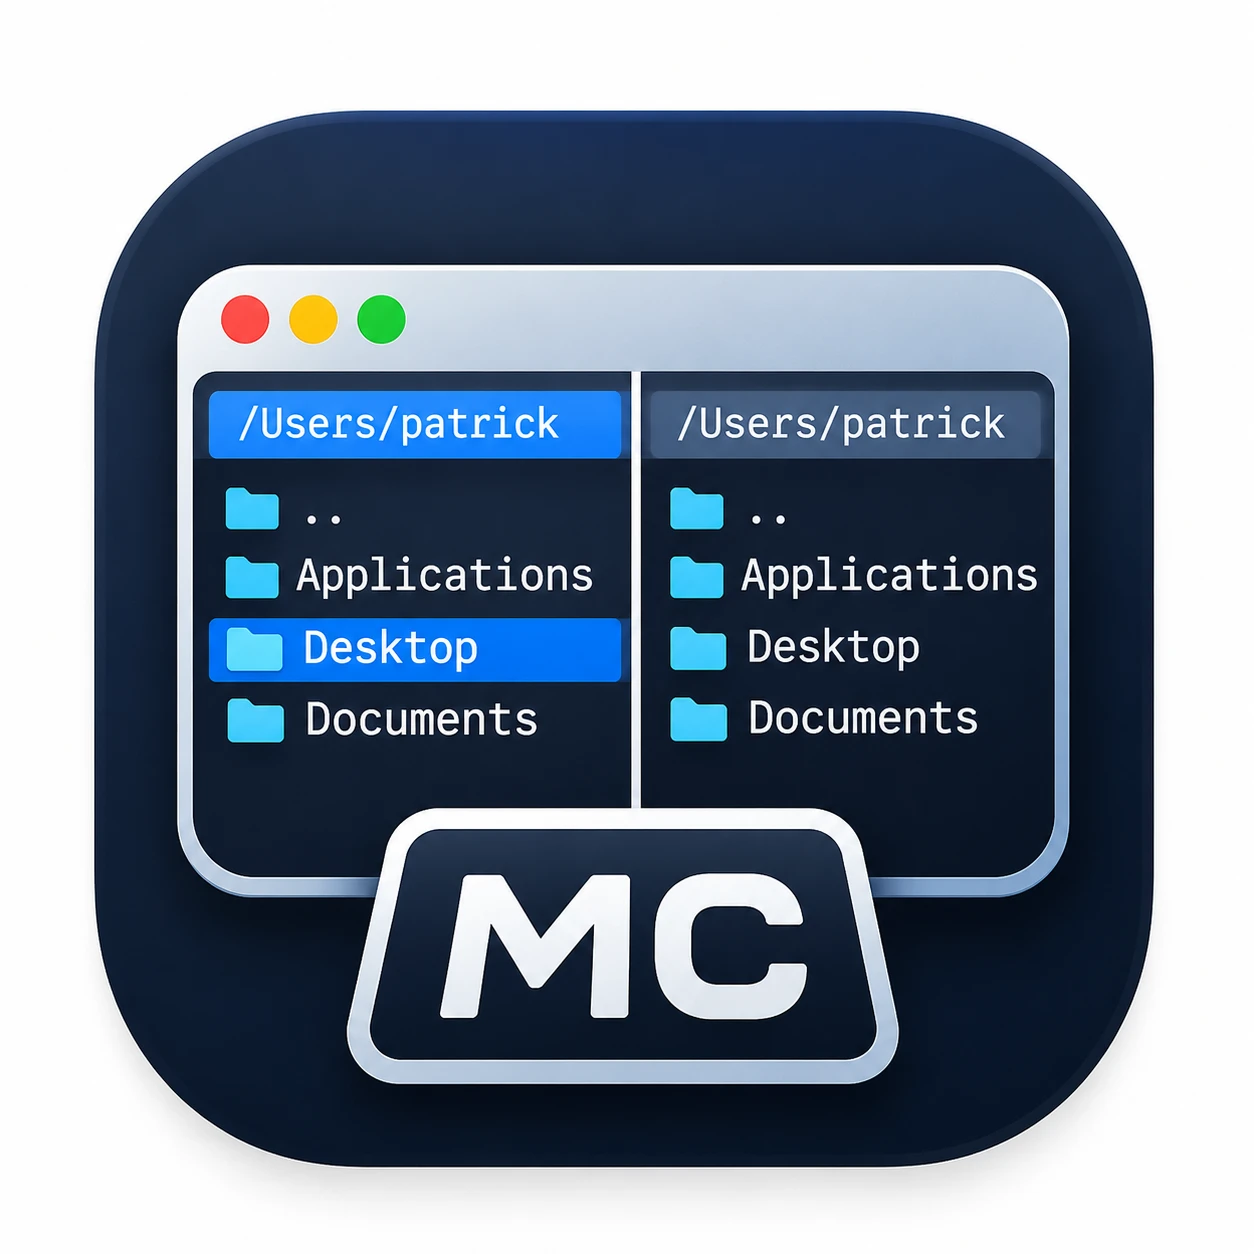 /Users/patrick
..
Applications
Desktop
Documents
/Users/patrick
..
Applications
Desktop
Documents
MC